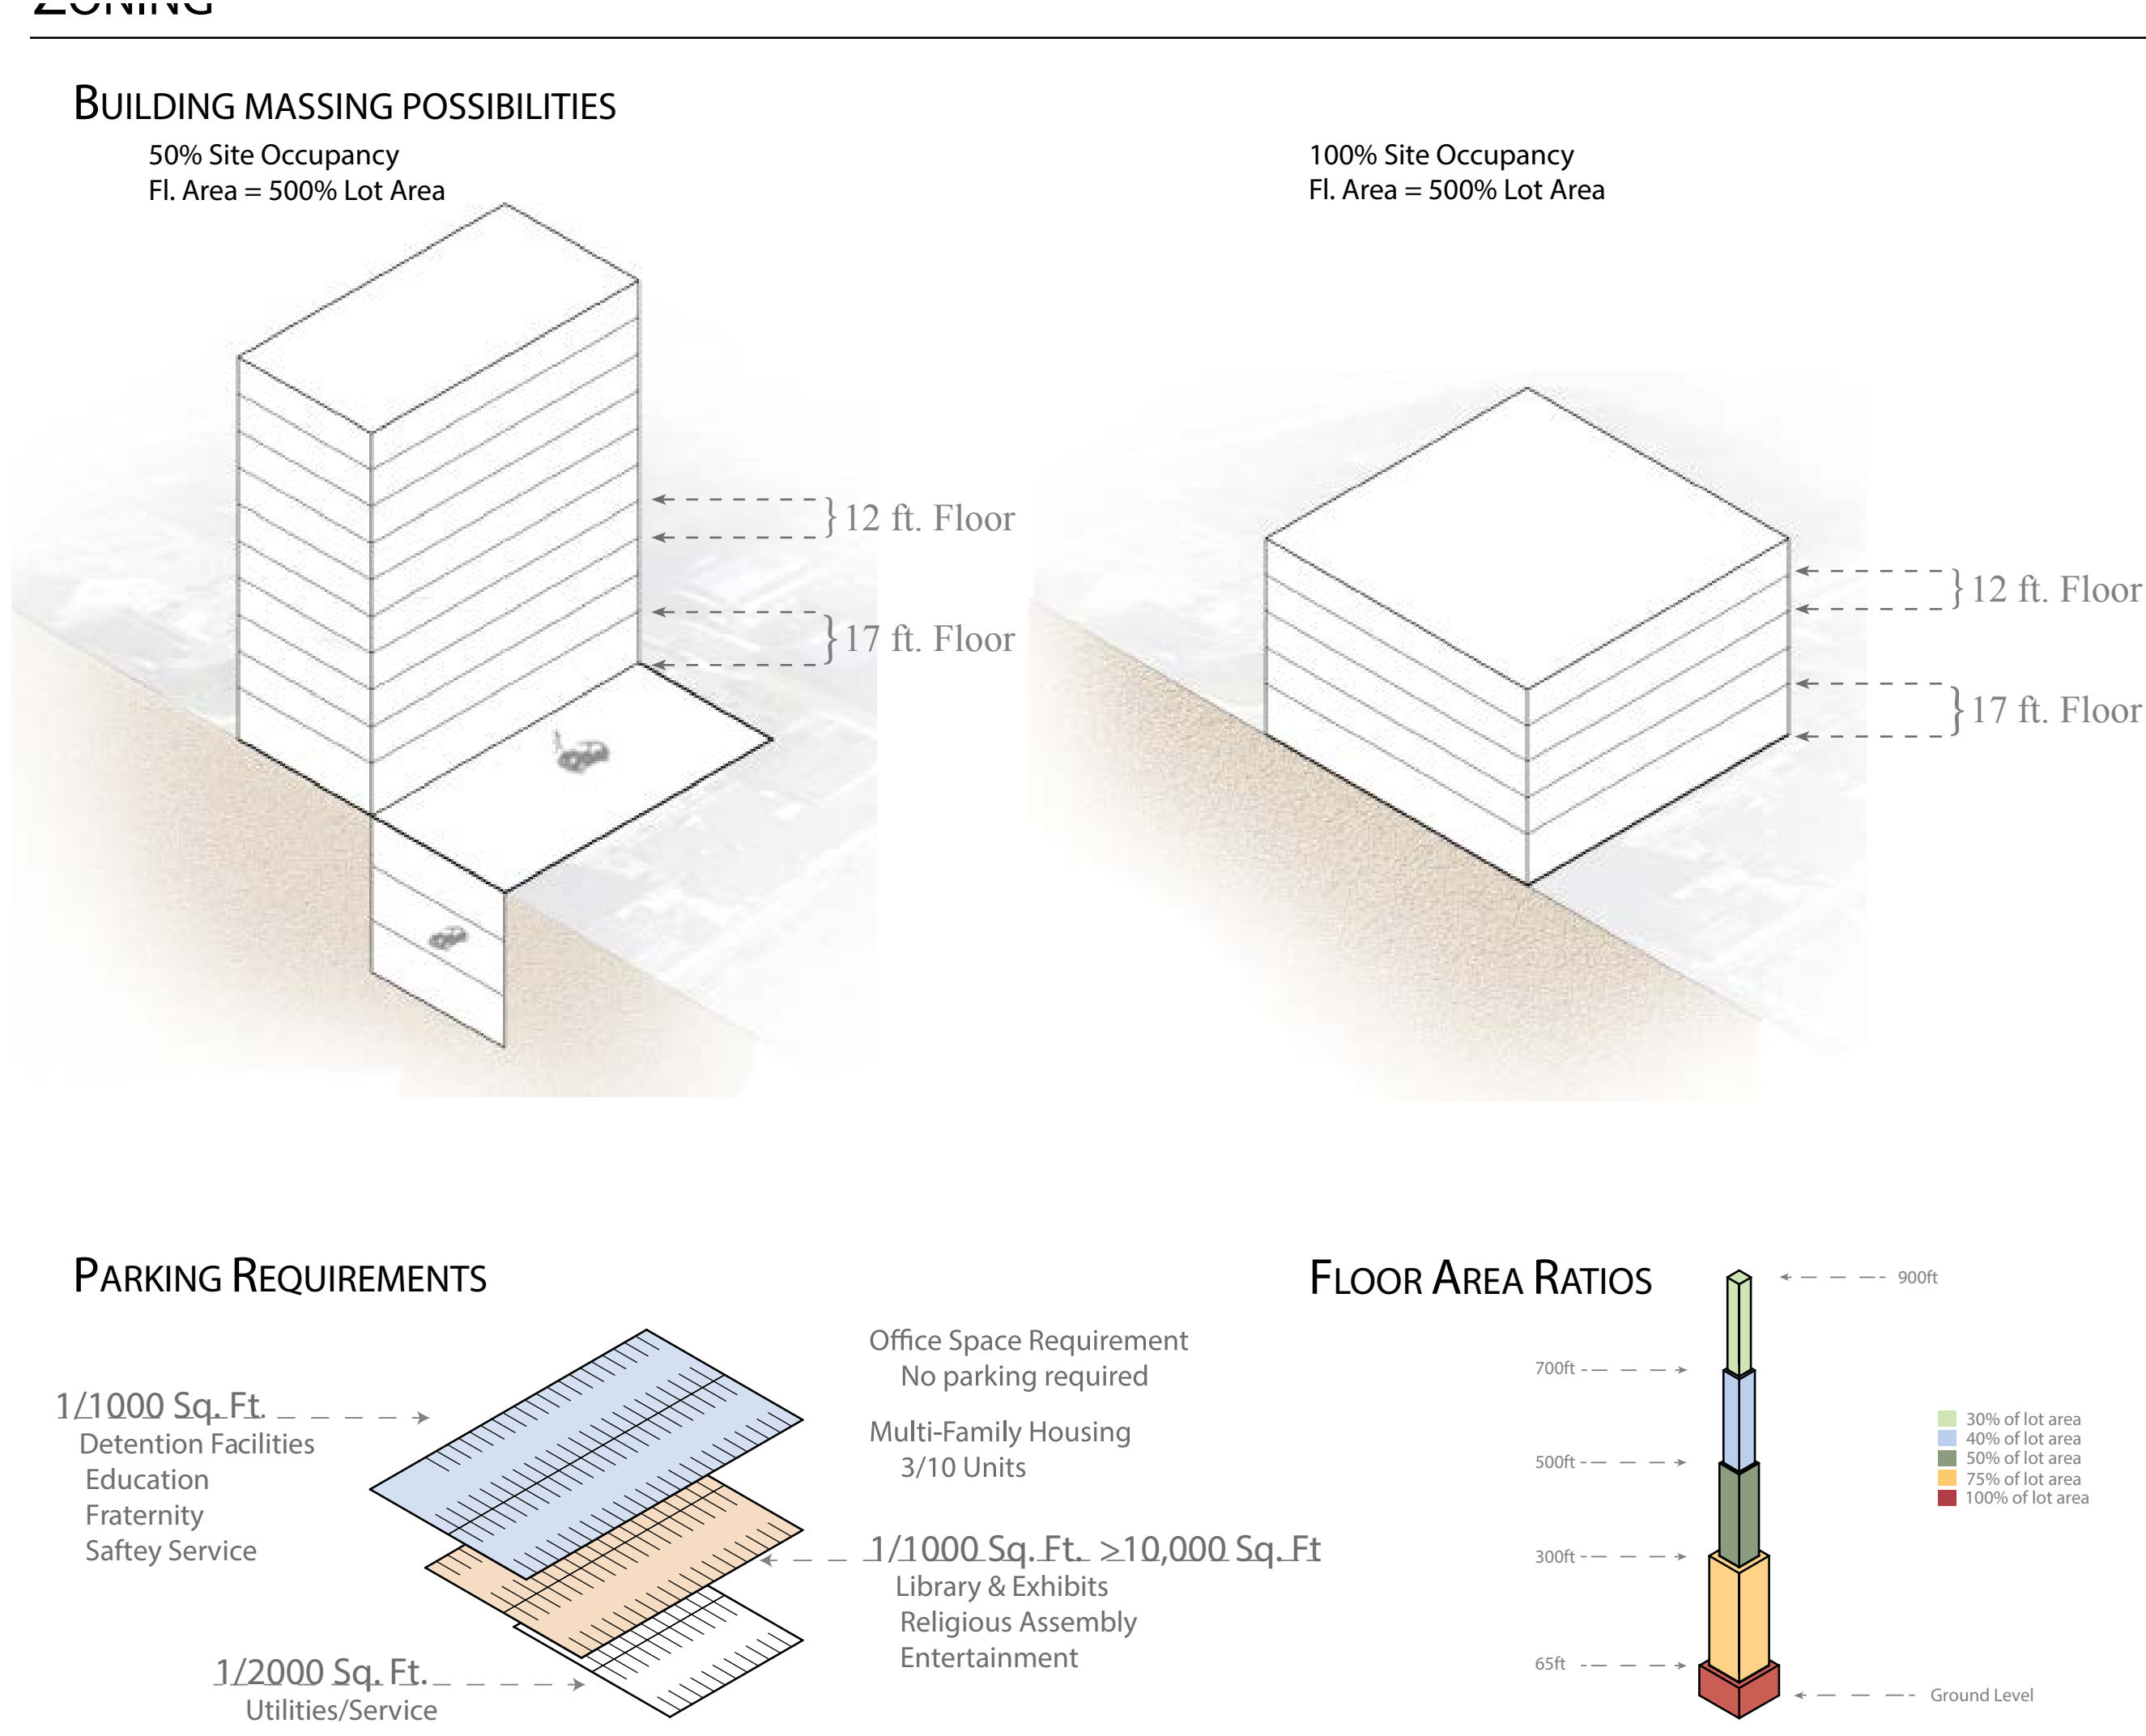 ZONING
BUILDING MASSING POSSIBILITIES
50% Site Occupancy
Fl. Area = 500% Lot Area
100% Site Occupancy
Fl. Area = 500% Lot Area
}12 ft. Floor
}17 ft. Floor
}12 ft. Floor
}17 ft. Floor
PARKING REQUIREMENTS
1/1000 Sq. Ft.
Detention Facilities
Education
Fraternity
Saftey Service
1/2000 Sq. Ft.
Utilities/Service
Office Space Requirement
No parking required
Multi-Family Housing
3/10 Units
1/1000 Sq. Ft. >10,000 Sq. Ft
Library & Exhibits
Religious Assembly
Entertainment
FLOOR AREA RATIOS
900ft
700ft
500ft
300ft
65ft
Ground Level
30% of lot area
40% of lot area
50% of lot area
75% of lot area
100% of lot area